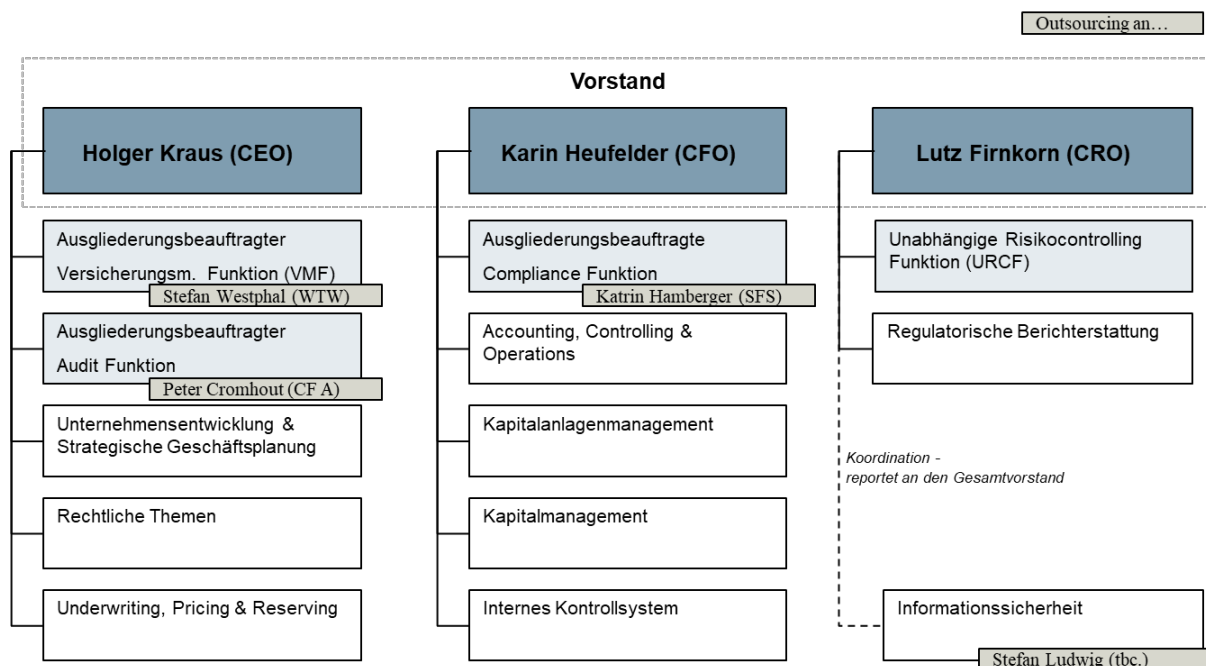 Outsourcing an…
Vorstand
Holger Kraus (CEO)
Karin Heufelder (CFO)
Lutz Firnkorn (CRO)
Ausgliederungsbeauftragter
Versicherungsm. Funktion (VMF)
Stefan Westphal (WTW)
Ausgliederungsbeauftragter
Audit Funktion
Peter Cromhout (CF A)
Unternehmensentwicklung &
Strategische Geschäftsplanung
Rechtliche Themen
Underwriting, Pricing & Reserving
Ausgliederungsbeauftragte
Compliance Funktion
Katrin Hamberger (SFS)
Accounting, Controlling &
Operations
Kapitalanlagenmanagement
Kapitalmanagement
Internes Kontrollsystem
Unabhängige Risikocontrolling
Funktion (URCF)
Regulatorische Berichterstattung
Koordination -
reportet an den Gesamtvorstand
Informationssicherheit
Stefan Ludwig (tbc.)